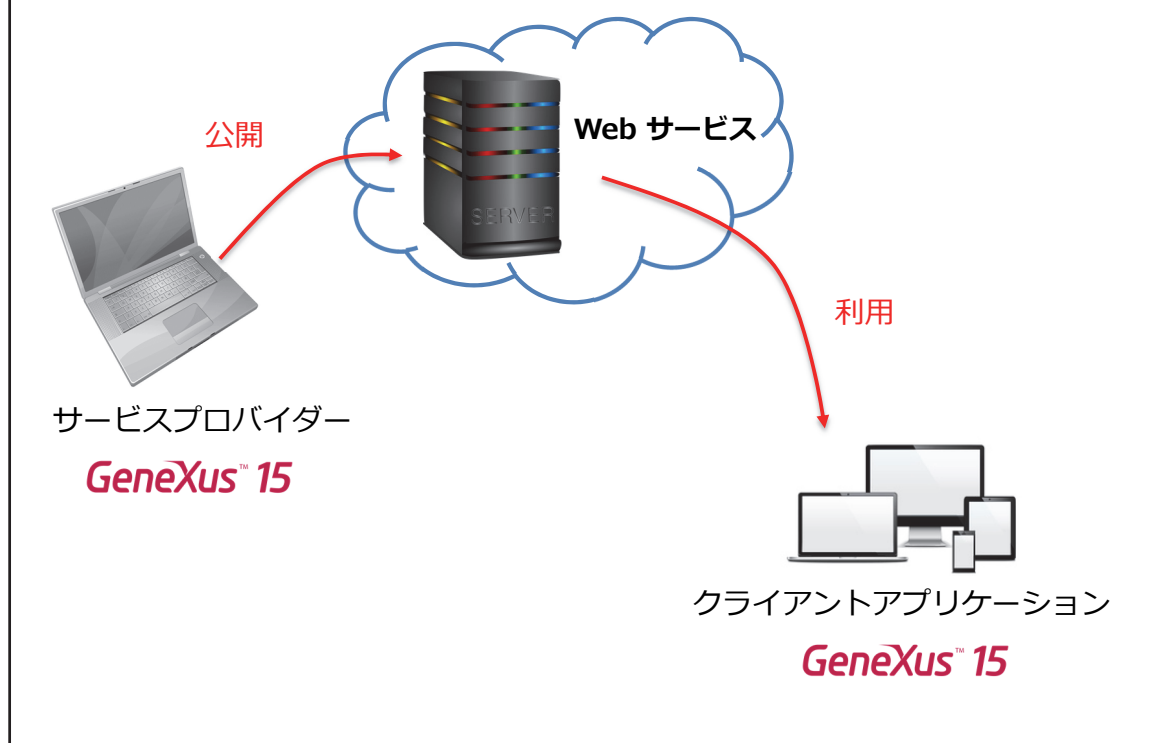 公開
Web サービス
SERVER
利用
サービスプロバイダー
GeneXus™ 15
クライアントアプリケーション
GeneXus™ 15